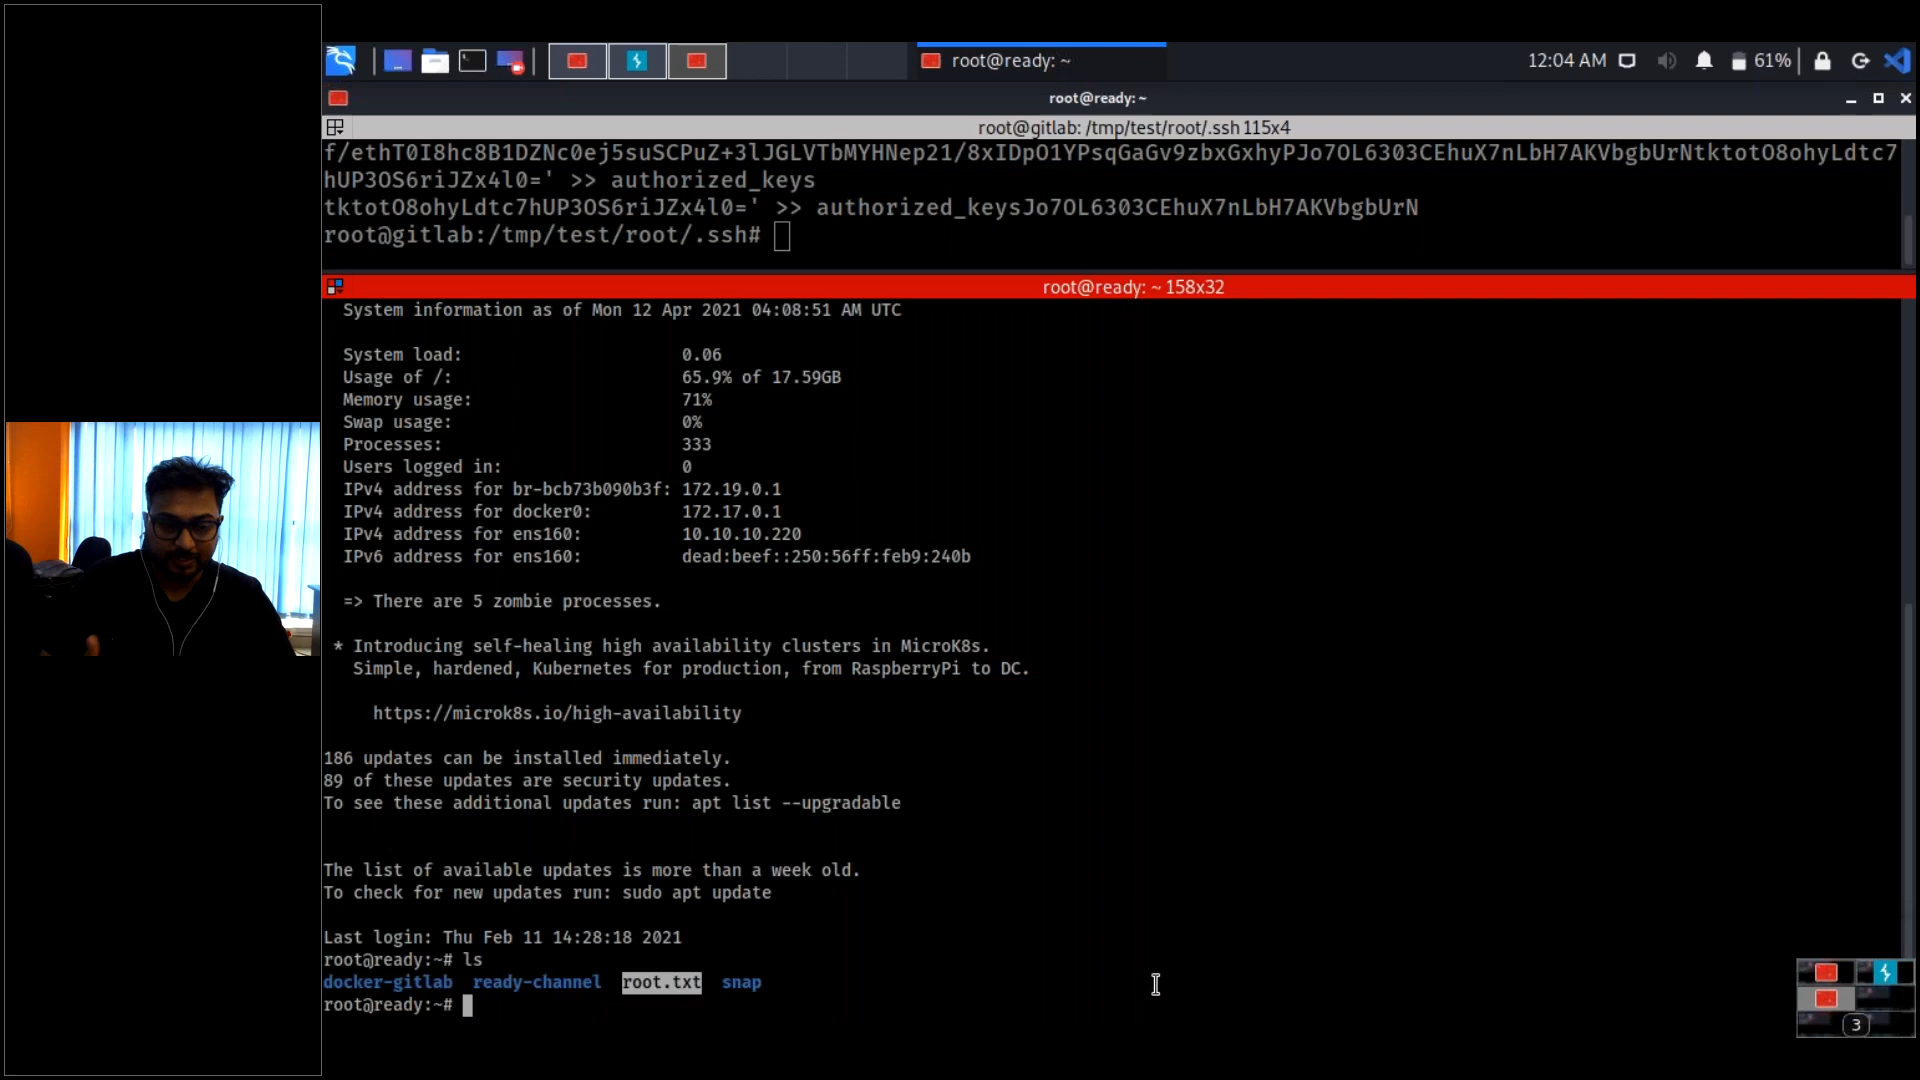 root@ready: ~
12:04 AM
61%
root@ready: ~
root@gitlab: /tmp/test/root/.ssh 115x4
f/ethT0I8hc8B1DZNc0ej5suSCPuZ+3lJGLVTbMYHNep21/8xIDpO1YPsqGaGv9zbxGxhyPJo7OL6303CEhuX7nLbH7AKVbgbUrNtktotO8ohyLdtc7
hUP3OS6riJZx4l0=' >> authorized_keys
tktotO8ohyLdtc7hUP3OS6riJZx4l0=' >> authorized_keysJo7OL6303CEhuX7nLbH7AKVbgbUrN
root@gitlab:/tmp/test/root/.ssh#
root@ready: ~ 158x32
System information as of Mon 12 Apr 2021 04:08:51 AM UTC
System load: 0.06
Usage of /: 65.9% of 17.59GB
Memory usage: 71%
Swap usage: 0%
Processes: 333
Users logged in: 0
IPv4 address for br-bcb73b090b3f: 172.19.0.1
IPv4 address for docker0: 172.17.0.1
IPv4 address for ens160: 10.10.10.220
IPv6 address for ens160: dead:beef::250:56ff:feb9:240b
=> There are 5 zombie processes.
* Introducing self-healing high availability clusters in MicroK8s.
Simple, hardened, Kubernetes for production, from RaspberryPi to DC.
https://microk8s.io/high-availability
186 updates can be installed immediately.
89 of these updates are security updates.
To see these additional updates run: apt list --upgradable
The list of available updates is more than a week old.
To check for new updates run: sudo apt update
Last login: Thu Feb 11 14:28:18 2021
root@ready:~# ls
docker-gitlab ready-channel root.txt snap
root@ready:~#
3